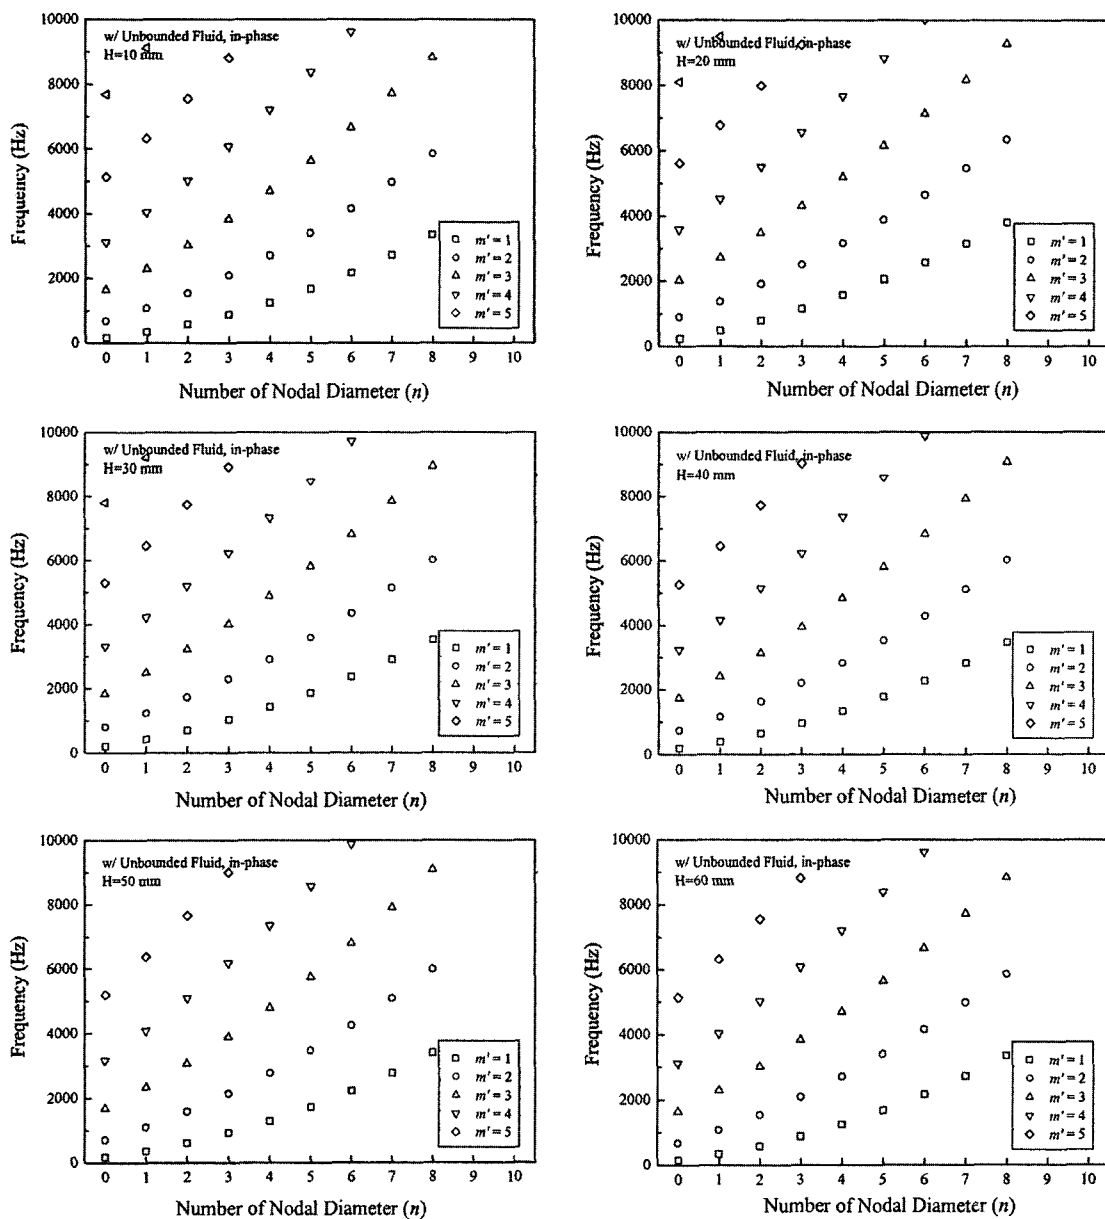 w/ Unbounded Fluid, in-phase
H=10 mm
Frequency (Hz)
10000
8000
6000
4000
2000
0
m' = 1
m' = 2
m' = 3
m' = 4
m' = 5
0 1 2 3 4 5 6 7 8 9 10
Number of Nodal Diameter (n)
w/ Unbounded Fluid, in-phase
H=20 mm
Frequency (Hz)
10000
8000
6000
4000
2000
0
m' = 1
m' = 2
m' = 3
m' = 4
m' = 5
0 1 2 3 4 5 6 7 8 9 10
Number of Nodal Diameter (n)
w/ Unbounded Fluid, in-phase
H=30 mm
Frequency (Hz)
10000
8000
6000
4000
2000
0
m' = 1
m' = 2
m' = 3
m' = 4
m' = 5
0 1 2 3 4 5 6 7 8 9 10
Number of Nodal Diameter (n)
w/ Unbounded Fluid, in-phase
H=40 mm
Frequency (Hz)
10000
8000
6000
4000
2000
0
m' = 1
m' = 2
m' = 3
m' = 4
m' = 5
0 1 2 3 4 5 6 7 8 9 10
Number of Nodal Diameter (n)
w/ Unbounded Fluid, in-phase
H=50 mm
Frequency (Hz)
10000
8000
6000
4000
2000
0
m' = 1
m' = 2
m' = 3
m' = 4
m' = 5
0 1 2 3 4 5 6 7 8 9 10
Number of Nodal Diameter (n)
w/ Unbounded Fluid, in-phase
H=60 mm
Frequency (Hz)
10000
8000
6000
4000
2000
0
m' = 1
m' = 2
m' = 3
m' = 4
m' = 5
0 1 2 3 4 5 6 7 8 9 10
Number of Nodal Diameter (n)